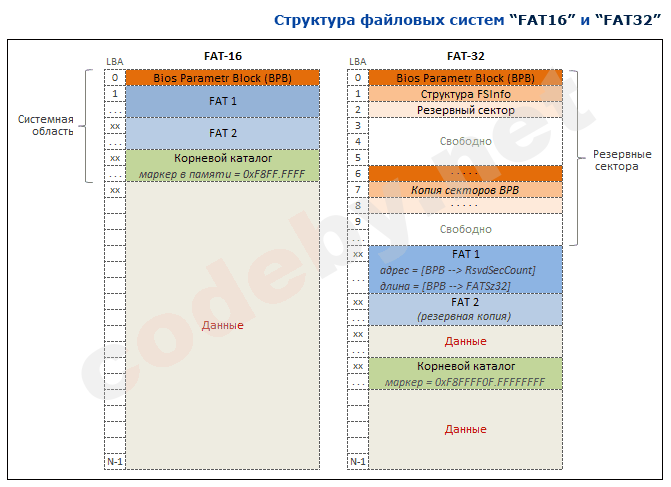 Структура файловых систем “FAT16” и “FAT32”
LBA
FAT-16
0
Bios Parametr Block (BPB)
1
FAT 1
. . .
xx
FAT 2
. . .
xx
Корневой каталог
. . .
маркер в памяти = 0xF8FF.FFFF
xx
Данные
N-1
Системная
область
LBA
FAT-32
0
Bios Parametr Block (BPB)
1
Структура FSInfo
2
Резервный сектор
3
4
Свободно
5
6
. . . . .
7
Копия секторов BPB
8
. . . . .
9
Свободно
. . .
xx
FAT 1
адрес = [BPB --> RsvdSecCount]
. . .
длина = [BPB --> FATSz32]
xx
FAT 2
. . .
(резервная копия)
xx
Данные
. . .
xx
Корневой каталог
. . .
маркер = 0xF8FFFF0F.FFFFFFFF
Данные
N-1
Резервные
сектора
codeby.net